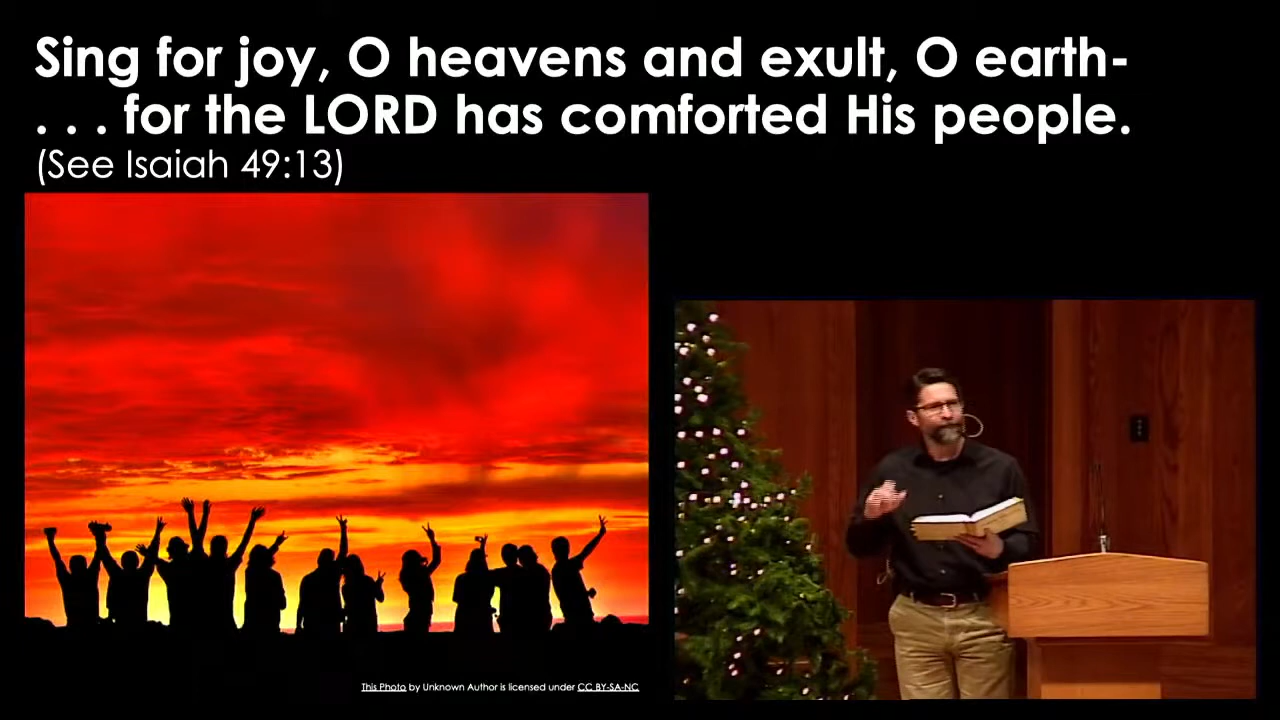 Sing for joy, O heavens and exult, O earth-
. . . for the LORD has comforted His people.
(See Isaiah 49:13)
This Photo by Unknown Author is licensed under CC BY-SA-NC